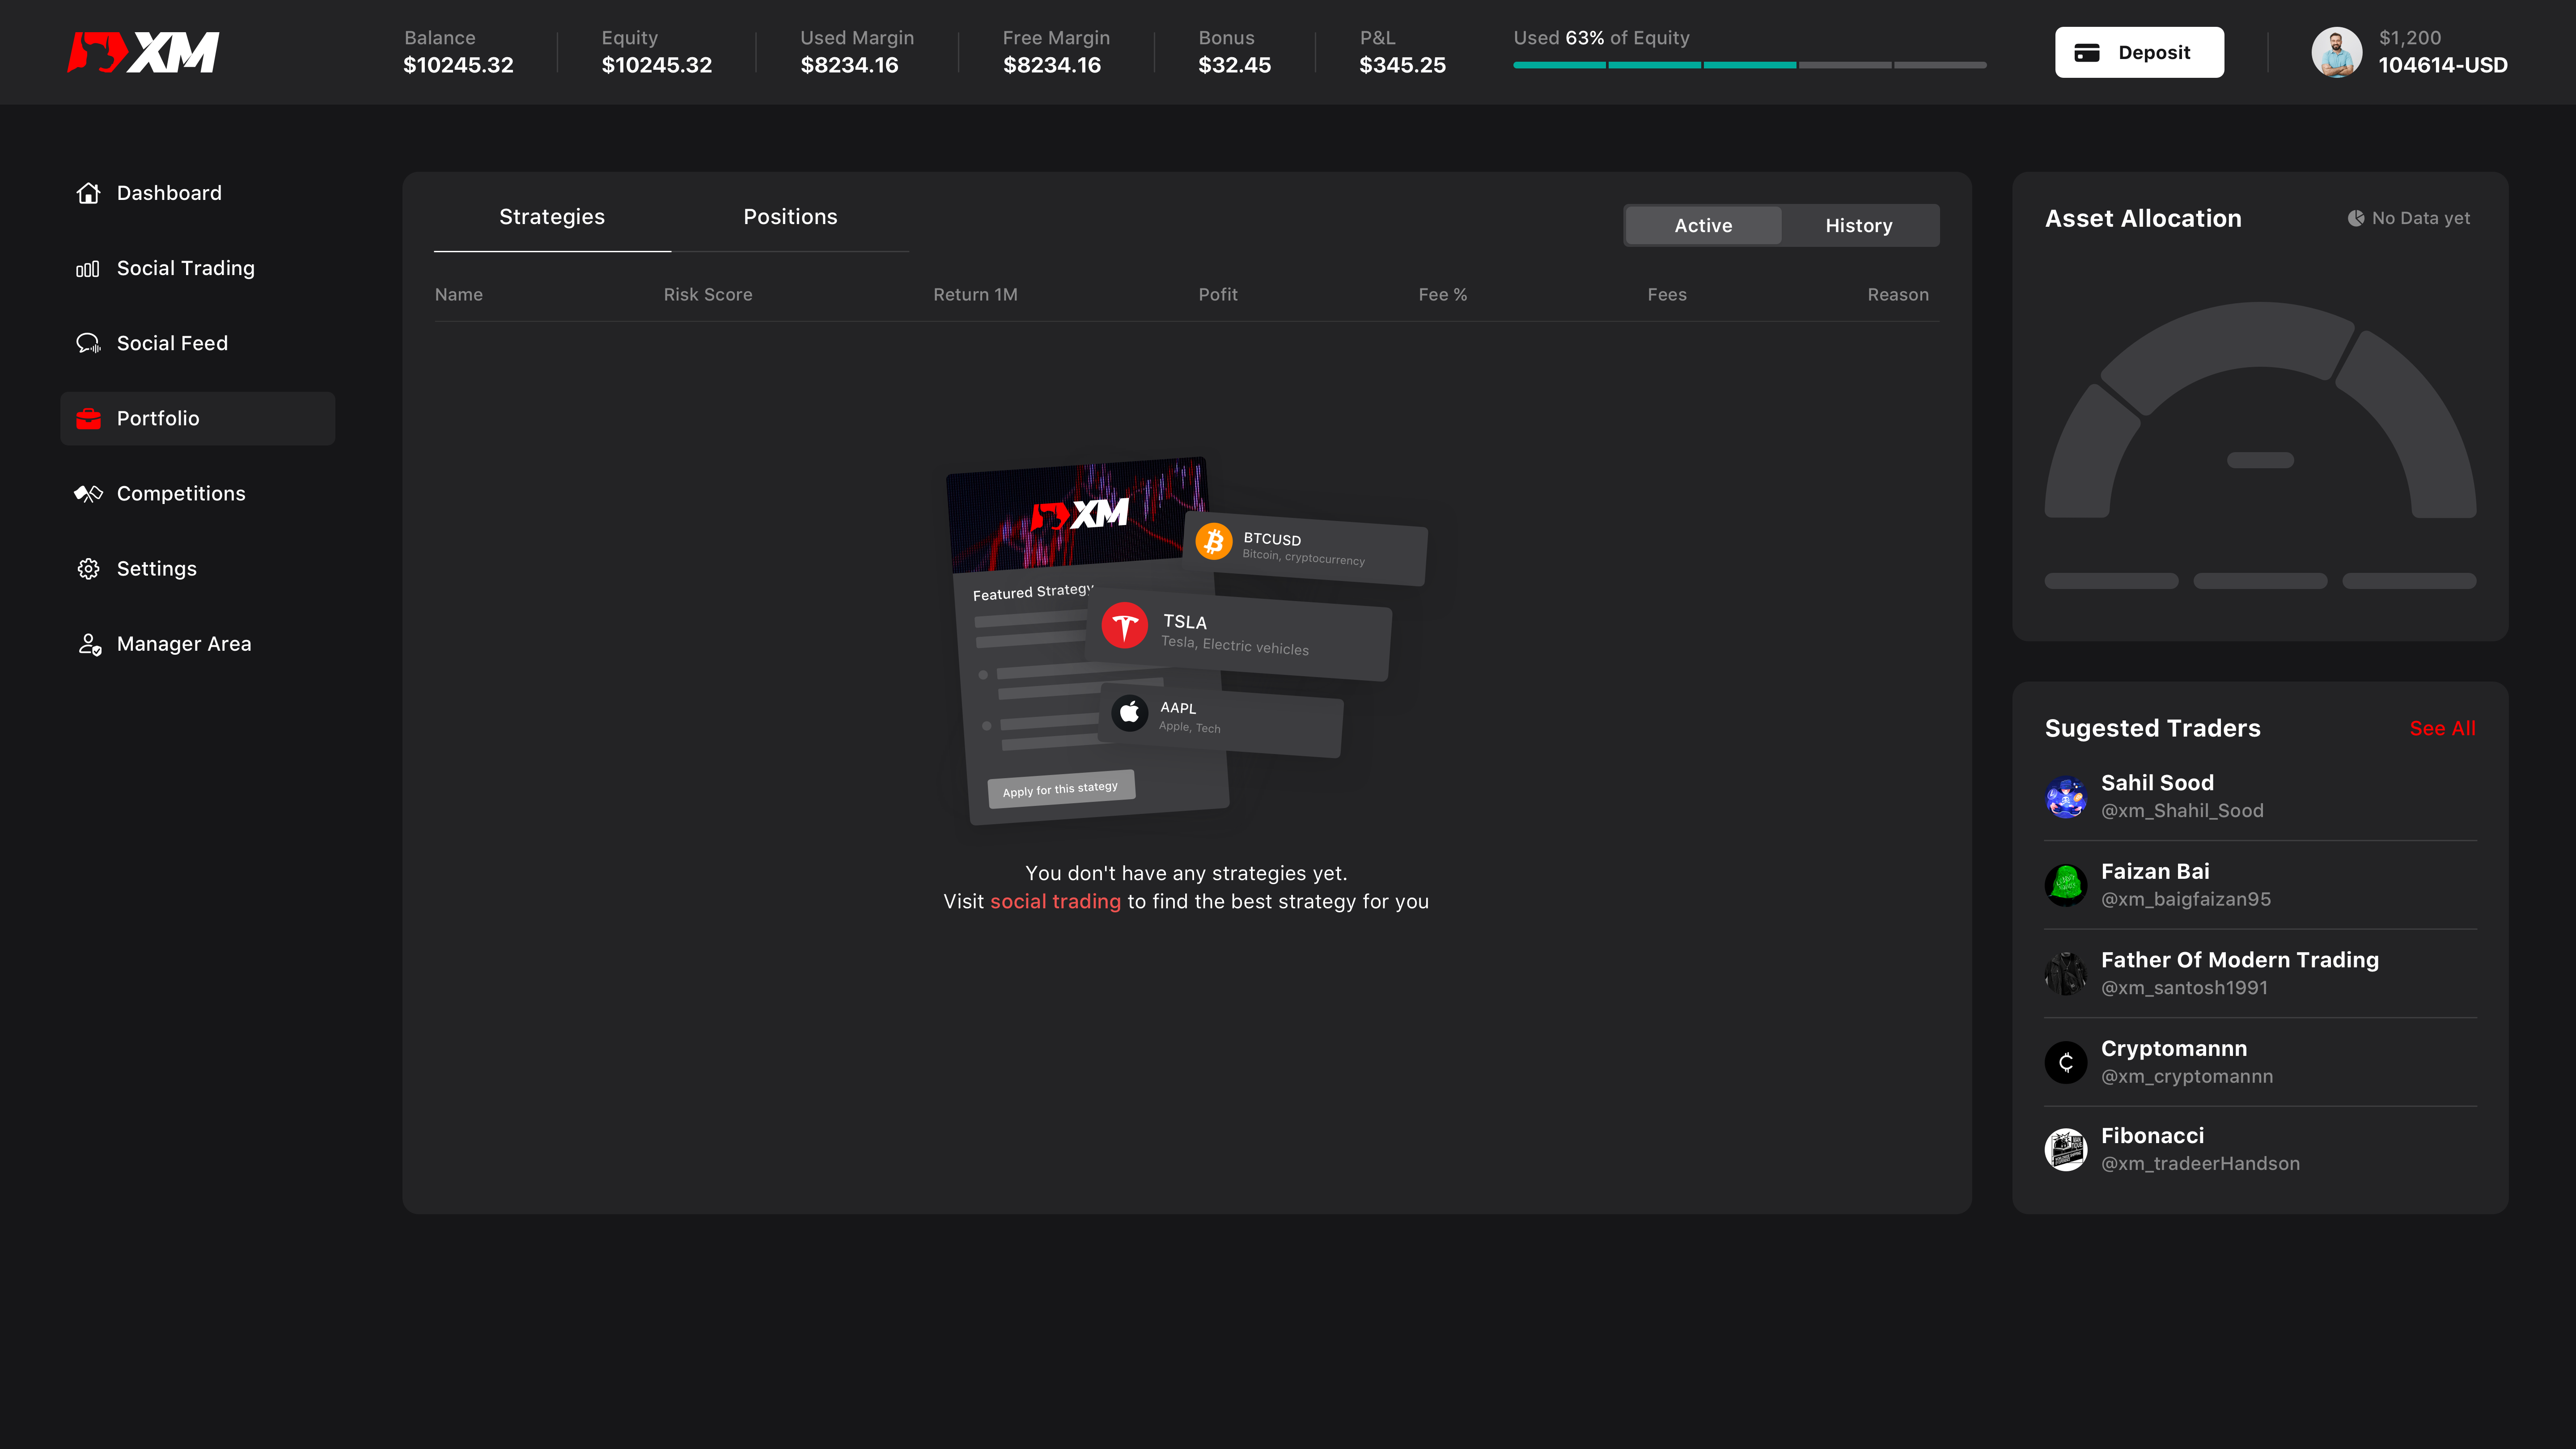 XM
Balance
$10245.32
Equity
$10245.32
Used Margin
$8234.16
Free Margin
$8234.16
Bonus
$32.45
P&L
$345.25
Used 63% of Equity
Deposit
$1,200
104614-USD
Dashboard
Social Trading
Social Feed
Portfolio
Competitions
Settings
Manager Area
Strategies
Positions
Active
History
Name
Risk Score
Return 1M
Pofit
Fee %
Fees
Reason
XM
Featured Strategy
BTCUSD
Bitcoin, cryptocurrency
TSLA
Tesla, Electric vehicles
AAPL
Apple, Tech
Apply for this stategy
You don't have any strategies yet.
Visit social trading to find the best strategy for you
Asset Allocation
No Data yet
Sugested Traders
See All
Sahil Sood
@xm_Shahil_Sood
Faizan Bai
@xm_baigfaizan95
Father Of Modern Trading
@xm_santosh1991
Cryptomannn
@xm_cryptomannn
Fibonacci
@xm_tradeerHandson